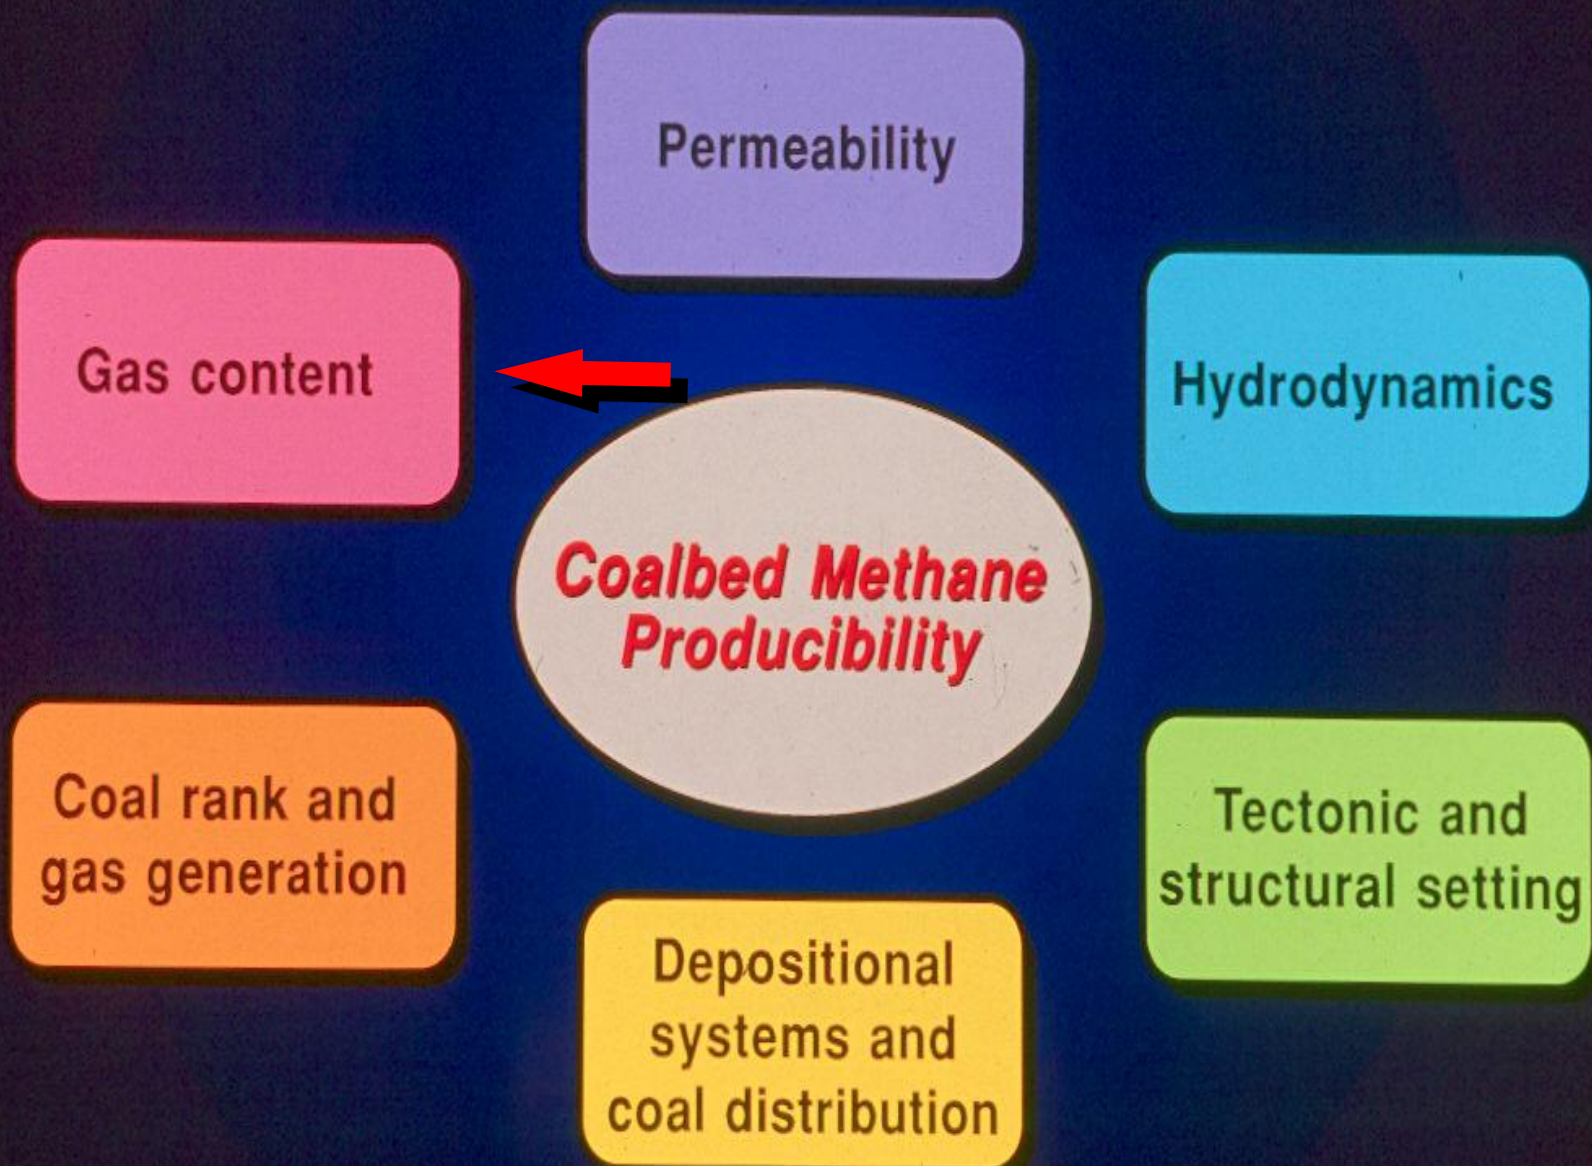 Permeability
Gas content
Hydrodynamics
Coalbed Methane
Producibility
Coal rank and
gas generation
Tectonic and
structural setting
Depositional
systems and
coal distribution